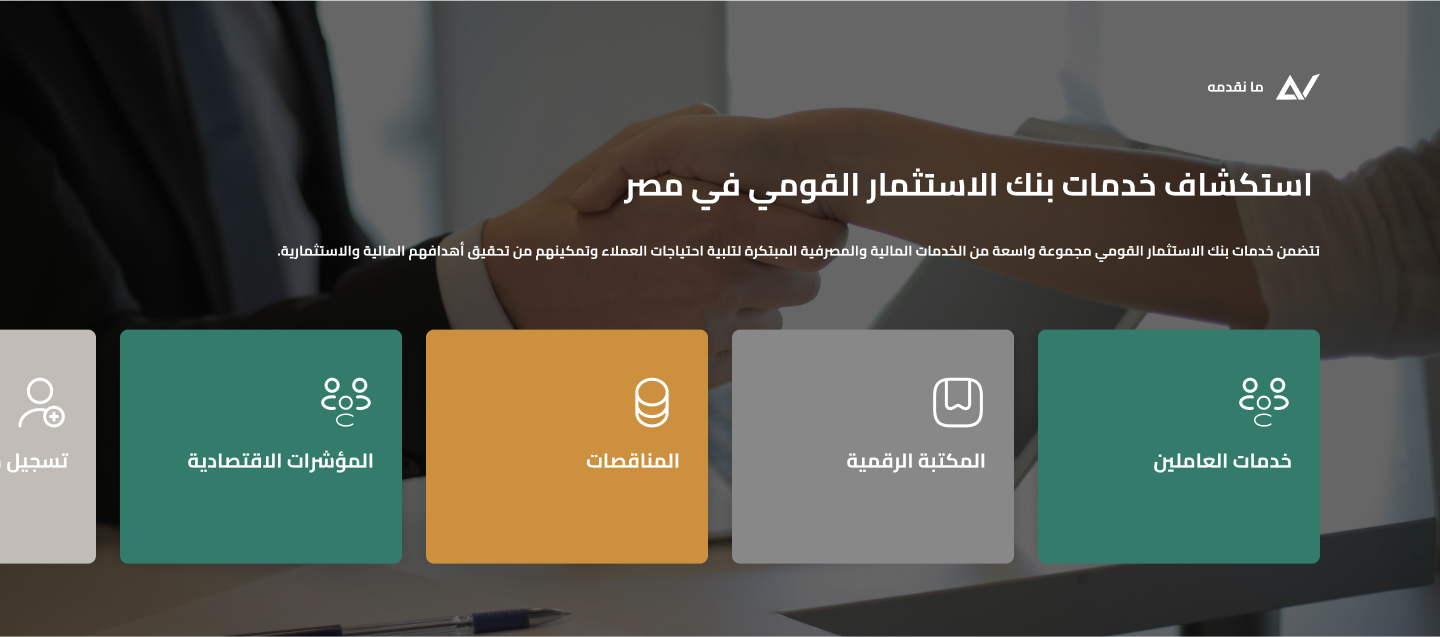 ما نقدمه
استكشاف خدمات بنك الاستثمار القومي في مصر
تتضمن خدمات بنك الاستثمار القومي مجموعة واسعة من الخدمات المالية والمصرفية المبتكرة لتلبية احتياجات العملاء وتمكينهم من تحقيق أهدافهم المالية والاستثمارية.
خدمات العاملين
المكتبة الرقمية
المناقصات
المؤشرات الاقتصادية
تسجيل